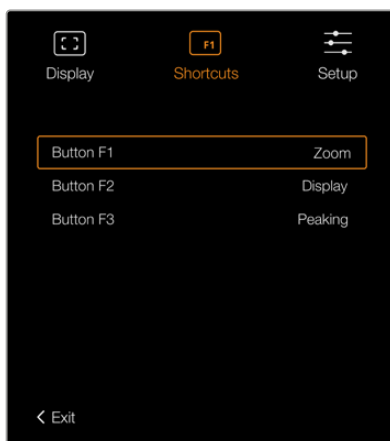 F1
Display Shortcuts Setup
Button F1 Zoom
Button F2 Display
Button F3 Peaking
Exit